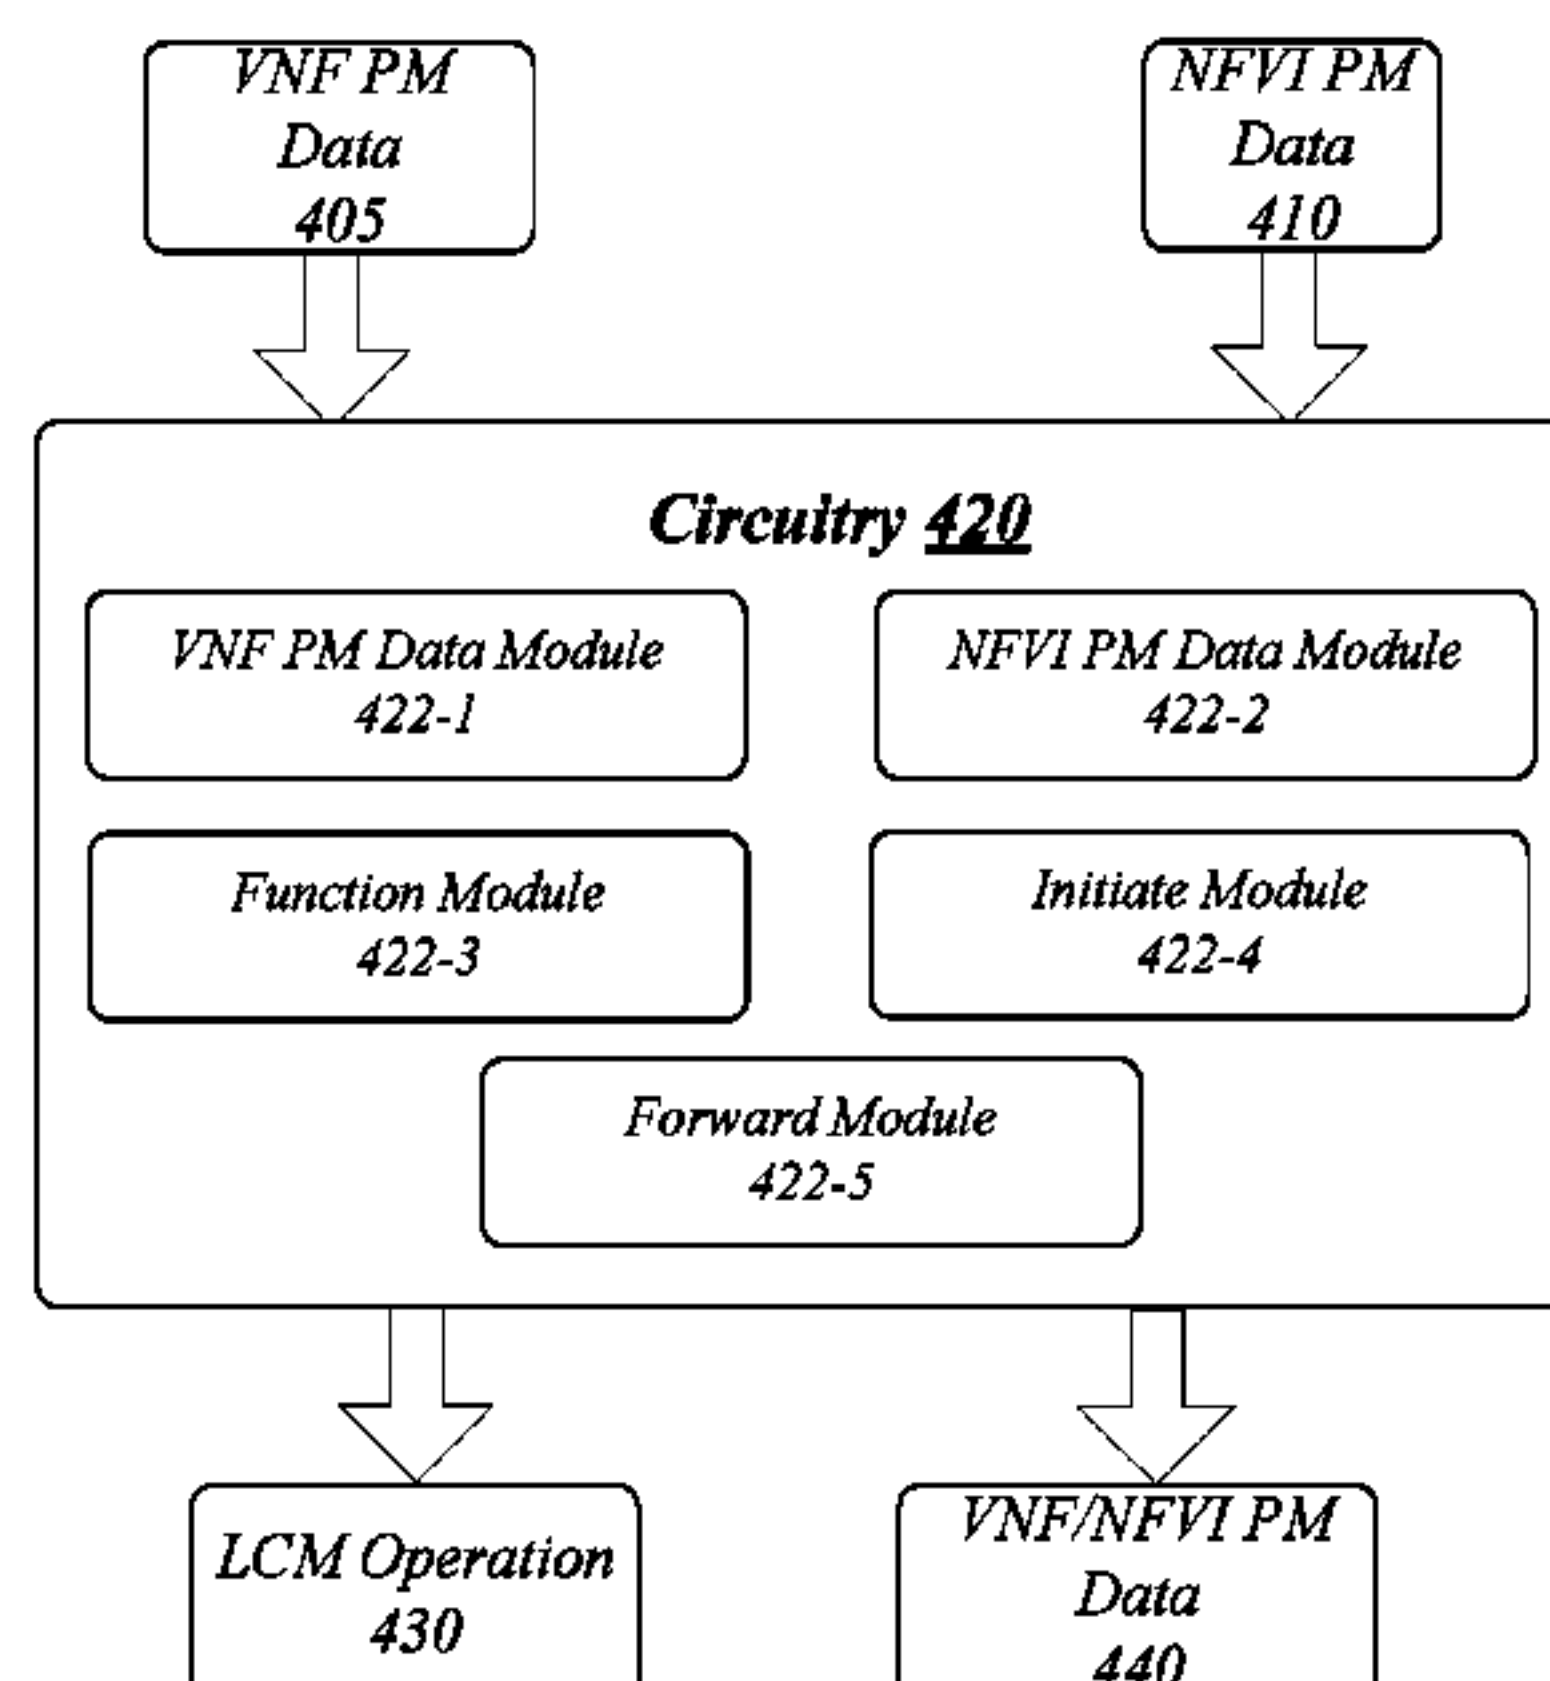 VNF PM
Data
405
NFVI PM
Data
410
Circuitry 420
VNF PM Data Module
422-1
NFVI PM Data Module
422-2
Function Module
422-3
Initiate Module
422-4
Forward Module
422-5
LCM Operation
430
VNF/NFVI PM
Data
440